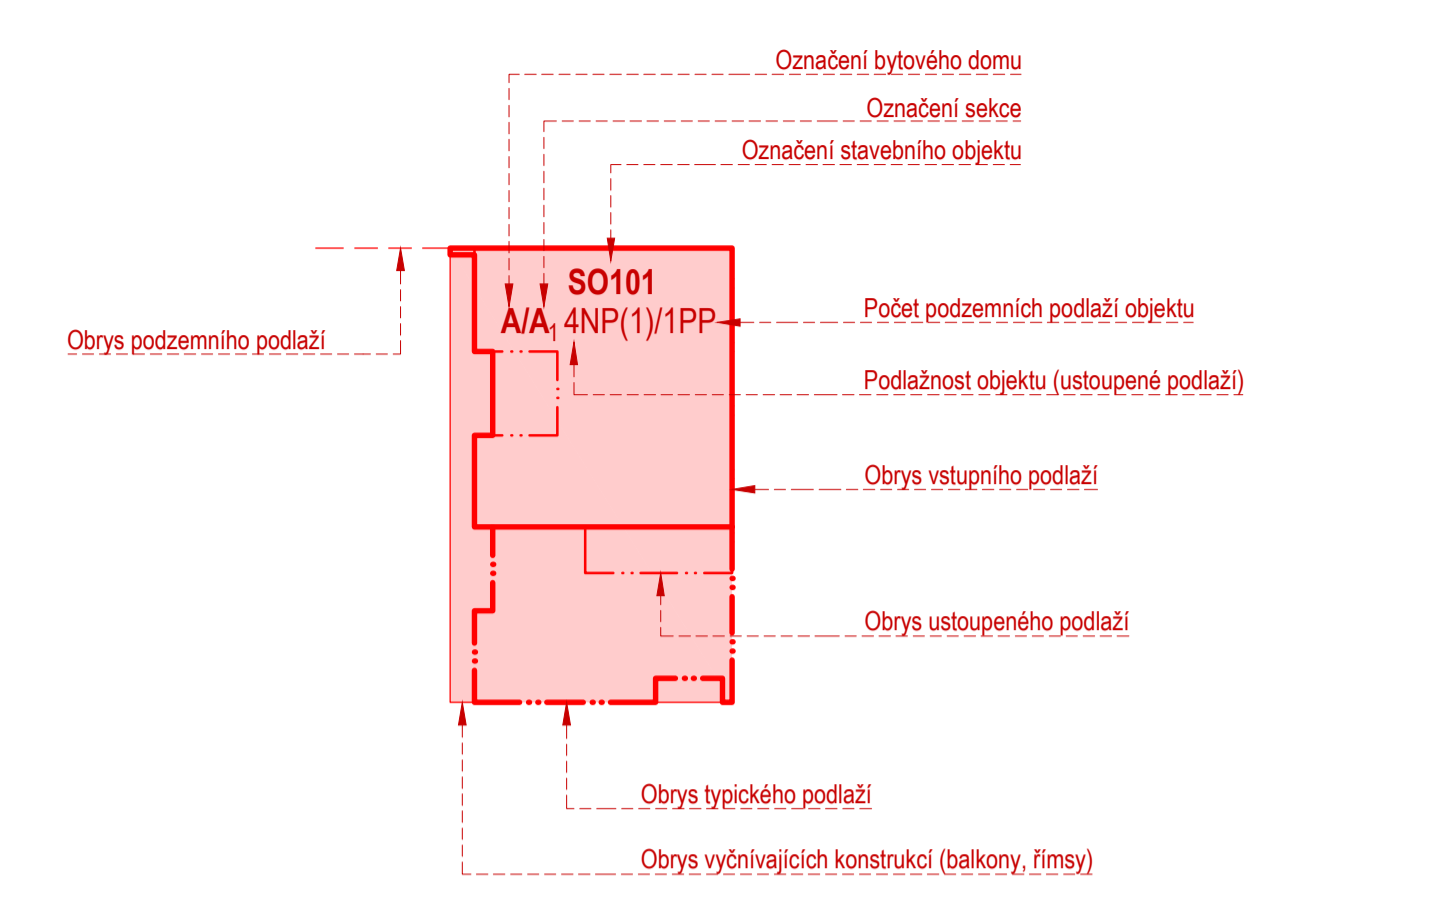 Označení bytového domu
Označení sekce
Označení stavebního objektu
SO101
A/A1 4NP(1)/1PP
Počet podzemních podlaží objektu
Obrys podzemního podlaží
Podlažnost objektu (ustoupené podlaží)
Obrys vstupního podlaží
Obrys ustoupeného podlaží
Obrys typického podlaží
Obrys vyčnívajících konstrukcí (balkony, římsy)